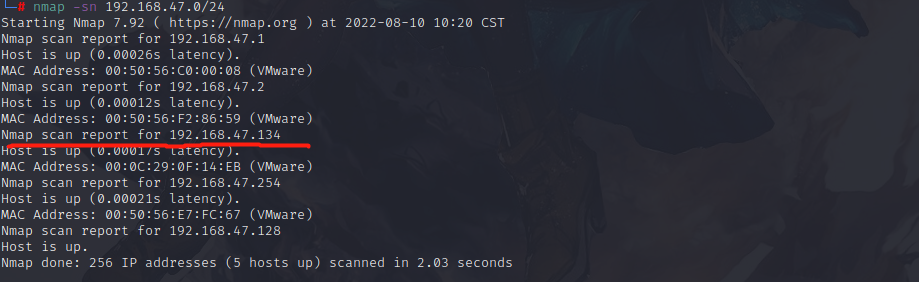 └─# nmap -sn 192.168.47.0/24
Starting Nmap 7.92 ( https://nmap.org ) at 2022-08-10 10:20 CST
Nmap scan report for 192.168.47.1
Host is up (0.00026s latency).
MAC Address: 00:50:56:C0:00:08 (VMware)
Nmap scan report for 192.168.47.2
Host is up (0.00012s latency).
MAC Address: 00:50:56:F2:86:59 (VMware)
Nmap scan report for 192.168.47.134
Host is up (0.00017s latency).
MAC Address: 00:0C:29:0F:14:EB (VMware)
Nmap scan report for 192.168.47.254
Host is up (0.00021s latency).
MAC Address: 00:50:56:E7:FC:67 (VMware)
Nmap scan report for 192.168.47.128
Host is up.
Nmap done: 256 IP addresses (5 hosts up) scanned in 2.03 seconds